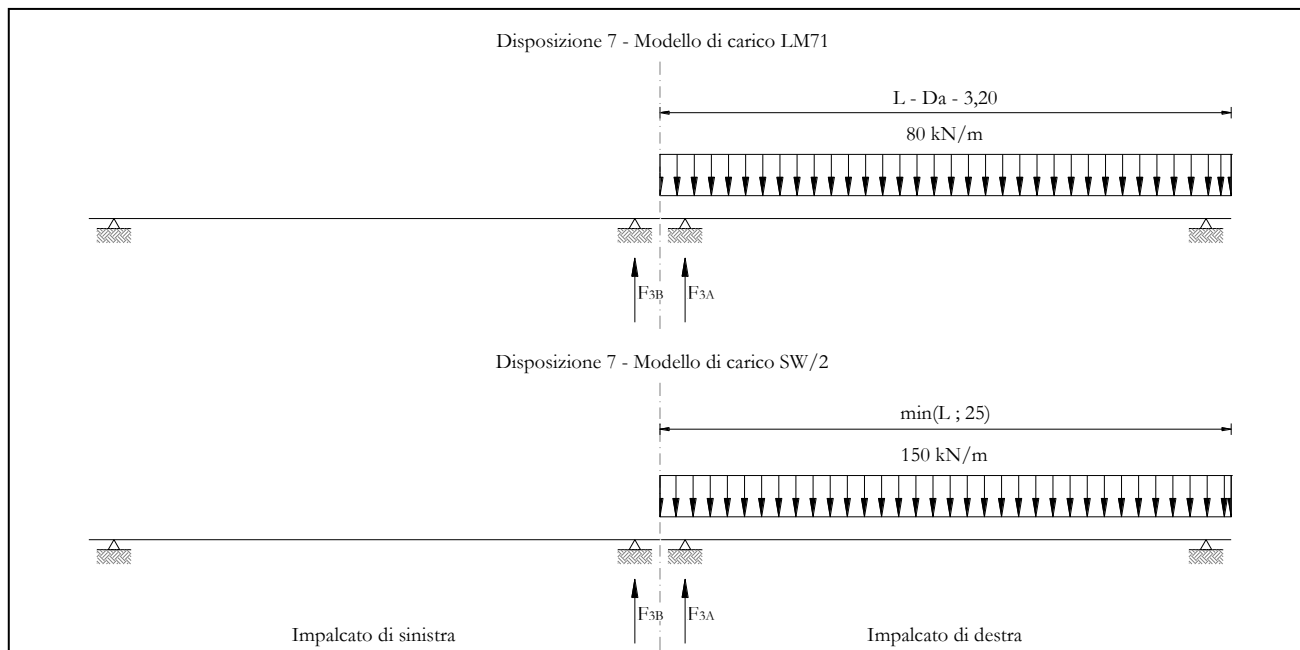 Disposizione 7 - Modello di carico LM71
L - Da - 3,20
80 kN/m
F3B
F3A
Disposizione 7 - Modello di carico SW/2
min(L ; 25)
150 kN/m
F3B
F3A
Impalcato di sinistra
Impalcato di destra